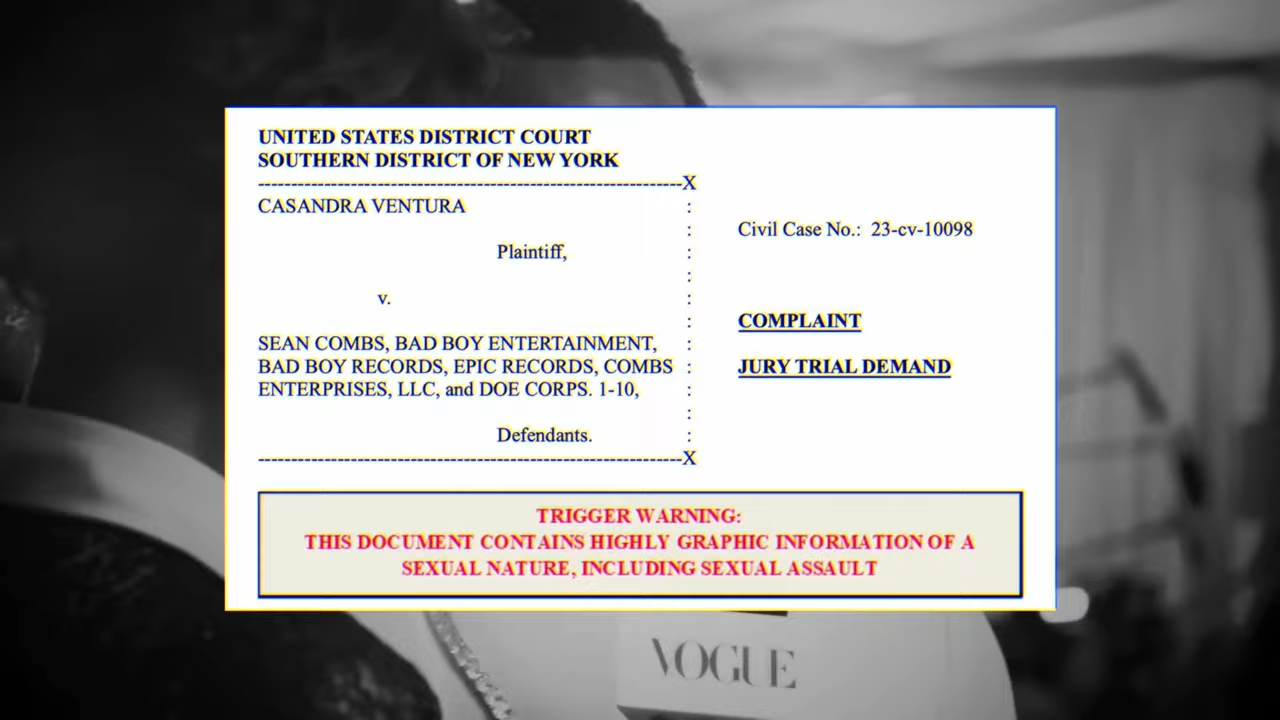 UNITED STATES DISTRICT COURT
SOUTHERN DISTRICT OF NEW YORK
----------------------------------------------------------------X
CASANDRA VENTURA :
: Civil Case No.: 23-cv-10098
Plaintiff, :
:
v. :
: COMPLAINT
SEAN COMBS, BAD BOY ENTERTAINMENT, :
BAD BOY RECORDS, EPIC RECORDS, COMBS : JURY TRIAL DEMAND
ENTERPRISES, LLC, and DOE CORPS. 1-10, :
:
Defendants. :
----------------------------------------------------------------X
TRIGGER WARNING:
THIS DOCUMENT CONTAINS HIGHLY GRAPHIC INFORMATION OF A
SEXUAL NATURE, INCLUDING SEXUAL ASSAULT
VOGUE